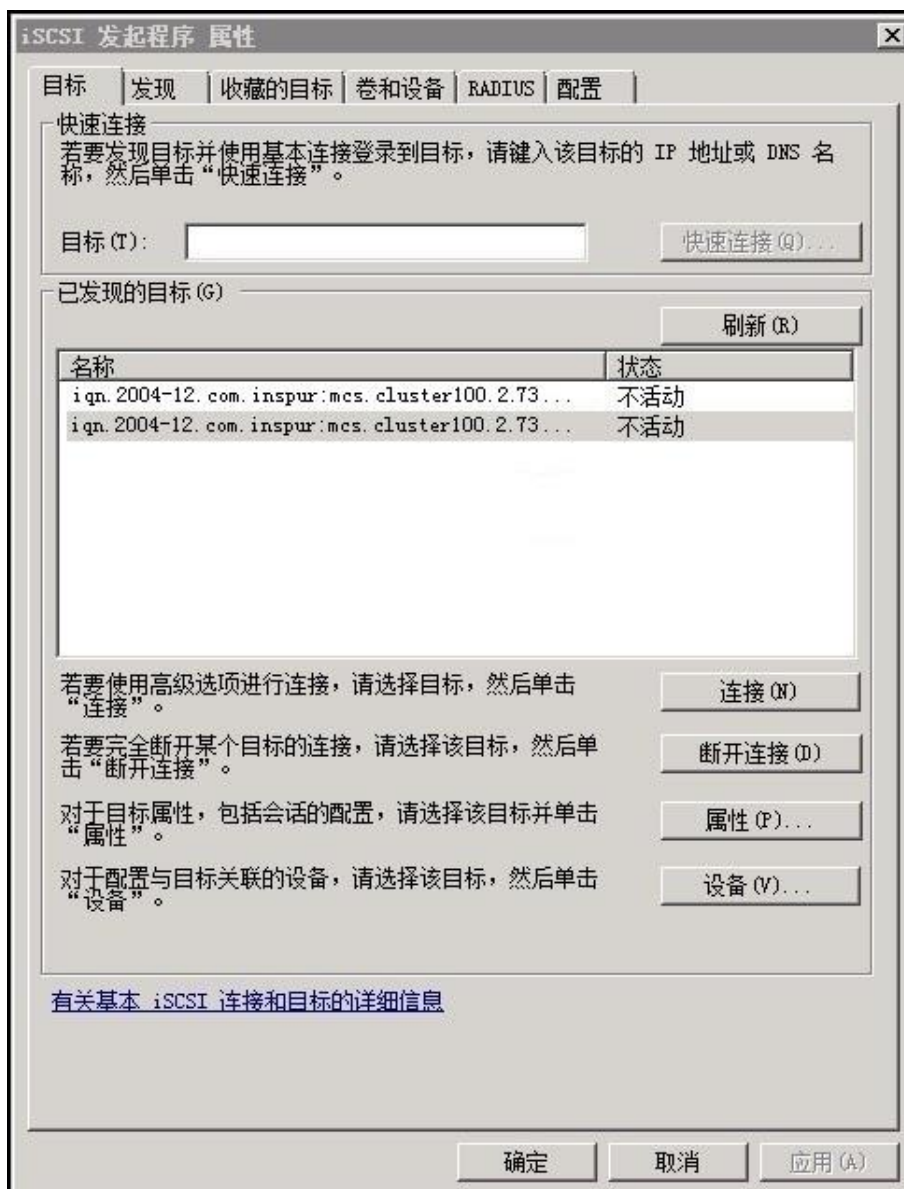 iSCSI 发起程序 属性
目标 发现 收藏的目标 卷和设备 RADIUS 配置
快速连接
若要发现目标并使用基本连接登录到目标，请键入该目标的 IP 地址或 DNS 名
称，然后单击“快速连接”。
目标(T): 快速连接(Q)...
已发现的目标(G)
刷新(R)
名称 状态
iqn.2004-12.com.inspur:mcs.cluster100.2.73... 不活动
iqn.2004-12.com.inspur:mcs.cluster100.2.73... 不活动
若要使用高级选项进行连接，请选择目标，然后单击
“连接”。
连接(N)
若要完全断开某个目标的连接，请选择该目标，然后单
击“断开连接”。
断开连接(D)
对于目标属性，包括会话的配置，请选择该目标并单击
“属性”。
属性(P)...
对于配置与目标关联的设备，请选择该目标，然后单击
“设备”。
设备(V)...
有关基本 iSCSI 连接和目标的详细信息
确定 取消 应用(A)